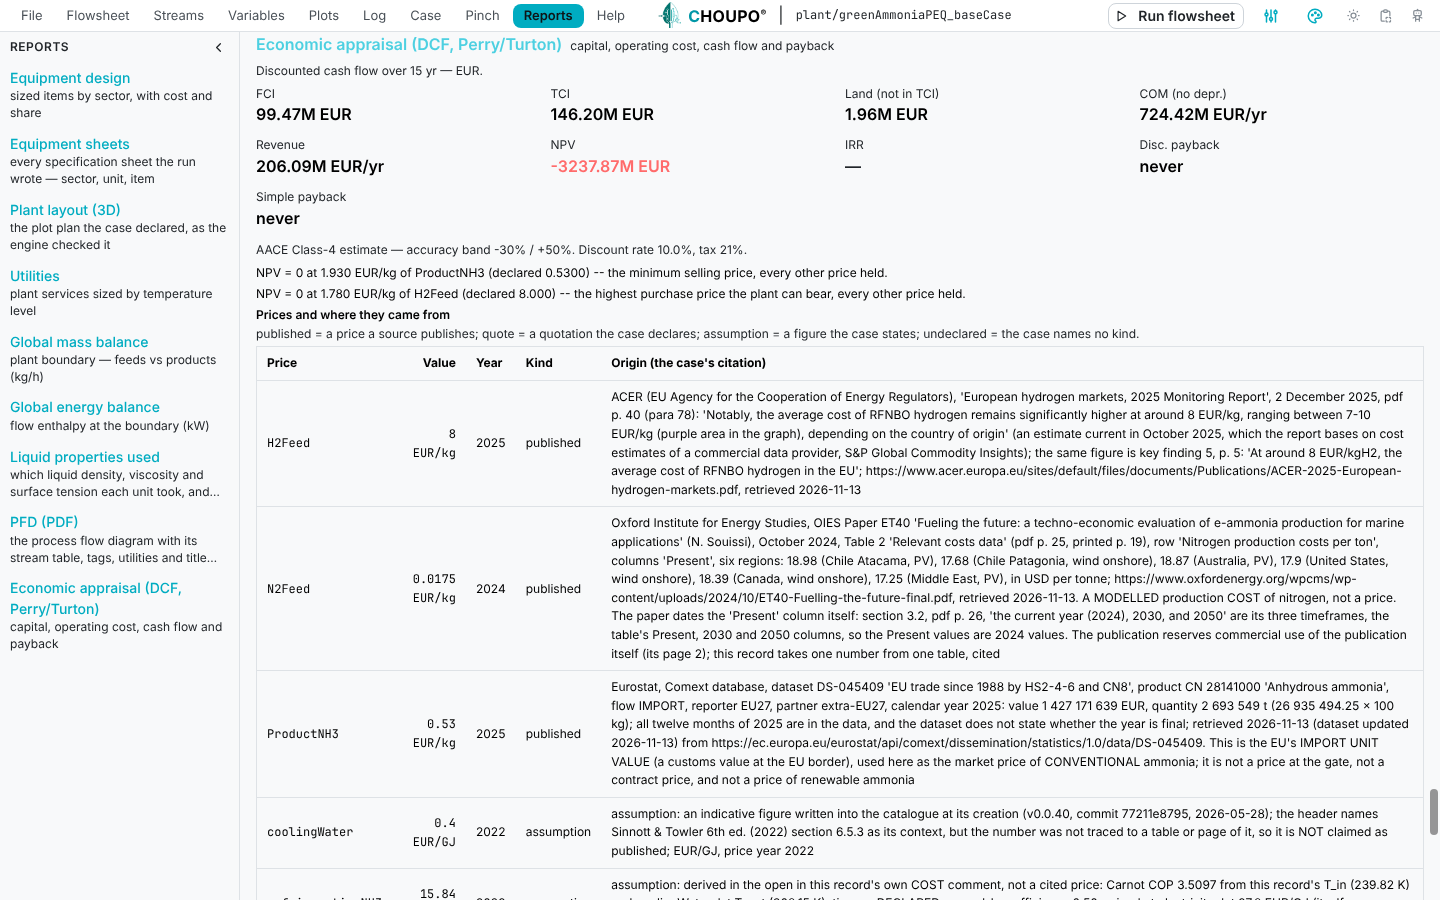 File Flowsheet Streams Variables Plots Log Case Pinch Reports Help CHOUPO® plant/greenAmmoniaPEQ_baseCase Run flowsheet
REPORTS
Equipment design
sized items by sector, with cost and
share
Equipment sheets
every specification sheet the run
wrote — sector, unit, item
Plant layout (3D)
the plot plan the case declared, as the
engine checked it
Utilities
plant services sized by temperature
level
Global mass balance
plant boundary — feeds vs products
(kg/h)
Global energy balance
flow enthalpy at the boundary (kW)
Liquid properties used
which liquid density, viscosity and
surface tension each unit took, and...
PFD (PDF)
the process flow diagram with its
stream table, tags, utilities and title...
Economic appraisal (DCF,
Perry/Turton)
capital, operating cost, cash flow and
payback
Economic appraisal (DCF, Perry/Turton) capital, operating cost, cash flow and payback
Discounted cash flow over 15 yr — EUR.
FCI TCI Land (not in TCI) COM (no depr.)
99.47M EUR 146.20M EUR 1.96M EUR 724.42M EUR/yr
Revenue NPV IRR Disc. payback
206.09M EUR/yr -3237.87M EUR — never
Simple payback
never
AACE Class-4 estimate — accuracy band -30% / +50%. Discount rate 10.0%, tax 21%.
NPV = 0 at 1.930 EUR/kg of ProductNH3 (declared 0.5300) -- the minimum selling price, every other price held.
NPV = 0 at 1.780 EUR/kg of H2Feed (declared 8.000) -- the highest purchase price the plant can bear, every other price held.
Prices and where they came from
published = a price a source publishes; quote = a quotation the case declares; assumption = a figure the case states; undeclared = the case names no kind.
Price Value Year Kind Origin (the case's citation)
H2Feed 8 EUR/kg 2025 published
ACER (EU Agency for the Cooperation of Energy Regulators), 'European hydrogen markets, 2025 Monitoring Report', 2 December 2025, pdf
p. 40 (para 78): 'Notably, the average cost of RFNBO hydrogen remains significantly higher at around 8 EUR/kg, ranging between 7-10
EUR/kg (purple area in the graph), depending on the country of origin' (an estimate current in October 2025, which the report bases on cost
estimates of a commercial data provider, S&P Global Commodity Insights); the same figure is key finding 5, p. 5: 'At around 8 EUR/kgH2, the
average cost of RFNBO hydrogen in the EU'; https://www.acer.europa.eu/sites/default/files/documents/Publications/ACER-2025-European-
hydrogen-markets.pdf, retrieved 2026-11-13
N2Feed 0.0175 EUR/kg 2024 published
Oxford Institute for Energy Studies, OIES Paper ET40 'Fueling the future: a techno-economic evaluation of e-ammonia production for marine
applications' (N. Souissi), October 2024, Table 2 'Relevant costs data' (pdf p. 25, printed p. 19), row 'Nitrogen production costs per ton',
columns 'Present', six regions: 18.98 (Chile Atacama, PV), 17.68 (Chile Patagonia, wind onshore), 18.87 (Australia, PV), 17.9 (United States,
wind onshore), 18.39 (Canada, wind onshore), 17.25 (Middle East, PV), in USD per tonne; https://www.oxfordenergy.org/wpcms/wp-
content/uploads/2024/10/ET40-Fuelling-the-future-final.pdf, retrieved 2026-11-13. A MODELLED production COST of nitrogen, not a price.
The paper dates the 'Present' column itself: section 3.2, pdf p. 26, 'the current year (2024), 2030, and 2050' are its three timeframes, the
table's Present, 2030 and 2050 columns, so the Present values are 2024 values. The publication reserves commercial use of the publication
itself (its page 2); this record takes one number from one table, cited
ProductNH3 0.53 EUR/kg 2025 published
Eurostat, Comext database, dataset DS-045409 'EU trade since 1988 by HS2-4-6 and CN8', product CN 28141000 'Anhydrous ammonia',
flow IMPORT, reporter EU27, partner extra-EU27, calendar year 2025: value 1 427 171 639 EUR, quantity 2 693 549 t (26 935 494.25 × 100
kg); all twelve months of 2025 are in the data, and the dataset does not state whether the year is final; retrieved 2026-11-13 (dataset updated
2026-11-13) from https://ec.europa.eu/eurostat/api/comext/dissemination/statistics/1.0/data/DS-045409. This is the EU's IMPORT UNIT
VALUE (a customs value at the EU border), used here as the market price of CONVENTIONAL ammonia; it is not a price at the gate, not a
contract price, and not a price of renewable ammonia
coolingWater 0.4 EUR/GJ 2022 assumption
assumption: an indicative figure written into the catalogue at its creation (v0.0.40, commit 77211e8795, 2026-05-28); the header names
Sinnott & Towler 6th ed. (2022) section 6.5.3 as its context, but the number was not traced to a table or page of it, so it is NOT claimed as
published; EUR/GJ, price year 2022
15.84
assumption: derived in the open in this record's own COST comment, not a cited price: Carnot COP 3.5097 from this record's T_in (239.82 K)